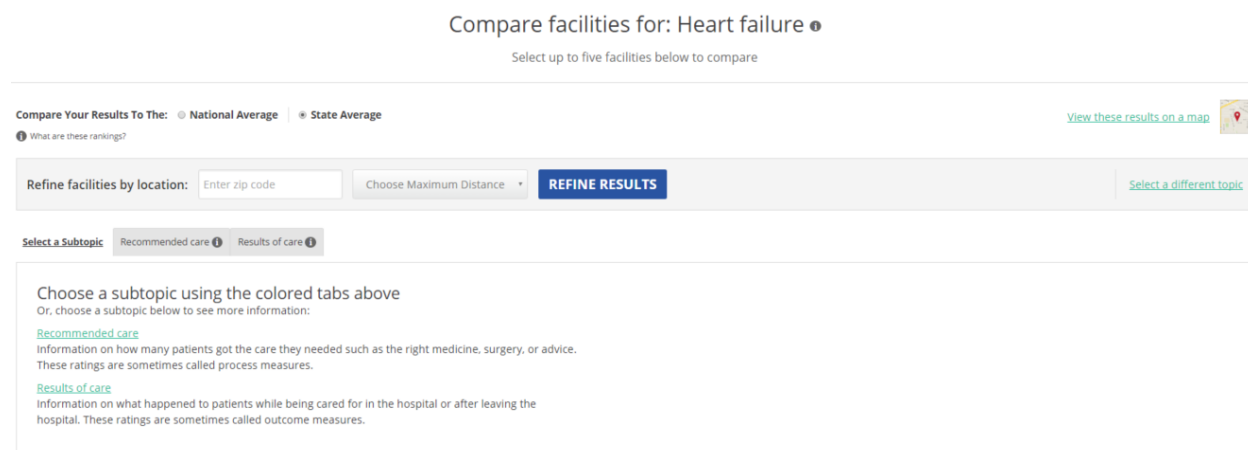 Compare facilities for: Heart failure
Select up to five facilities below to compare
Compare Your Results To The: National Average State Average
View these results on a map
What are these rankings?
Refine facilities by location: Enter zip code Choose Maximum Distance REFINE RESULTS Select a different topic
Select a Subtopic Recommended care Results of care
Choose a subtopic using the colored tabs above
Or, choose a subtopic below to see more information:
Recommended care
Information on how many patients got the care they needed such as the right medicine, surgery, or advice.
These ratings are sometimes called process measures.
Results of care
Information on what happened to patients while being cared for in the hospital or after leaving the
hospital. These ratings are sometimes called outcome measures.